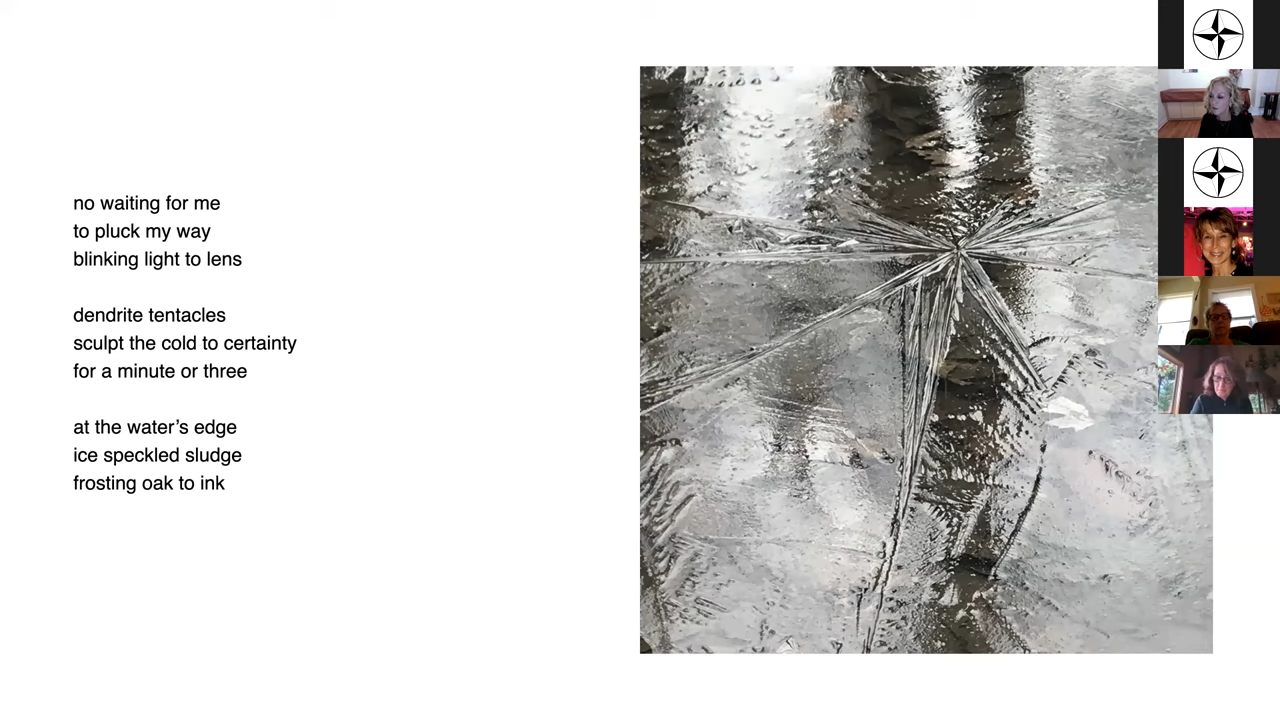 no waiting for me
to pluck my way
blinking light to lens
dendrite tentacles
sculpt the cold to certainty
for a minute or three
at the water’s edge
ice speckled sludge
frosting oak to ink